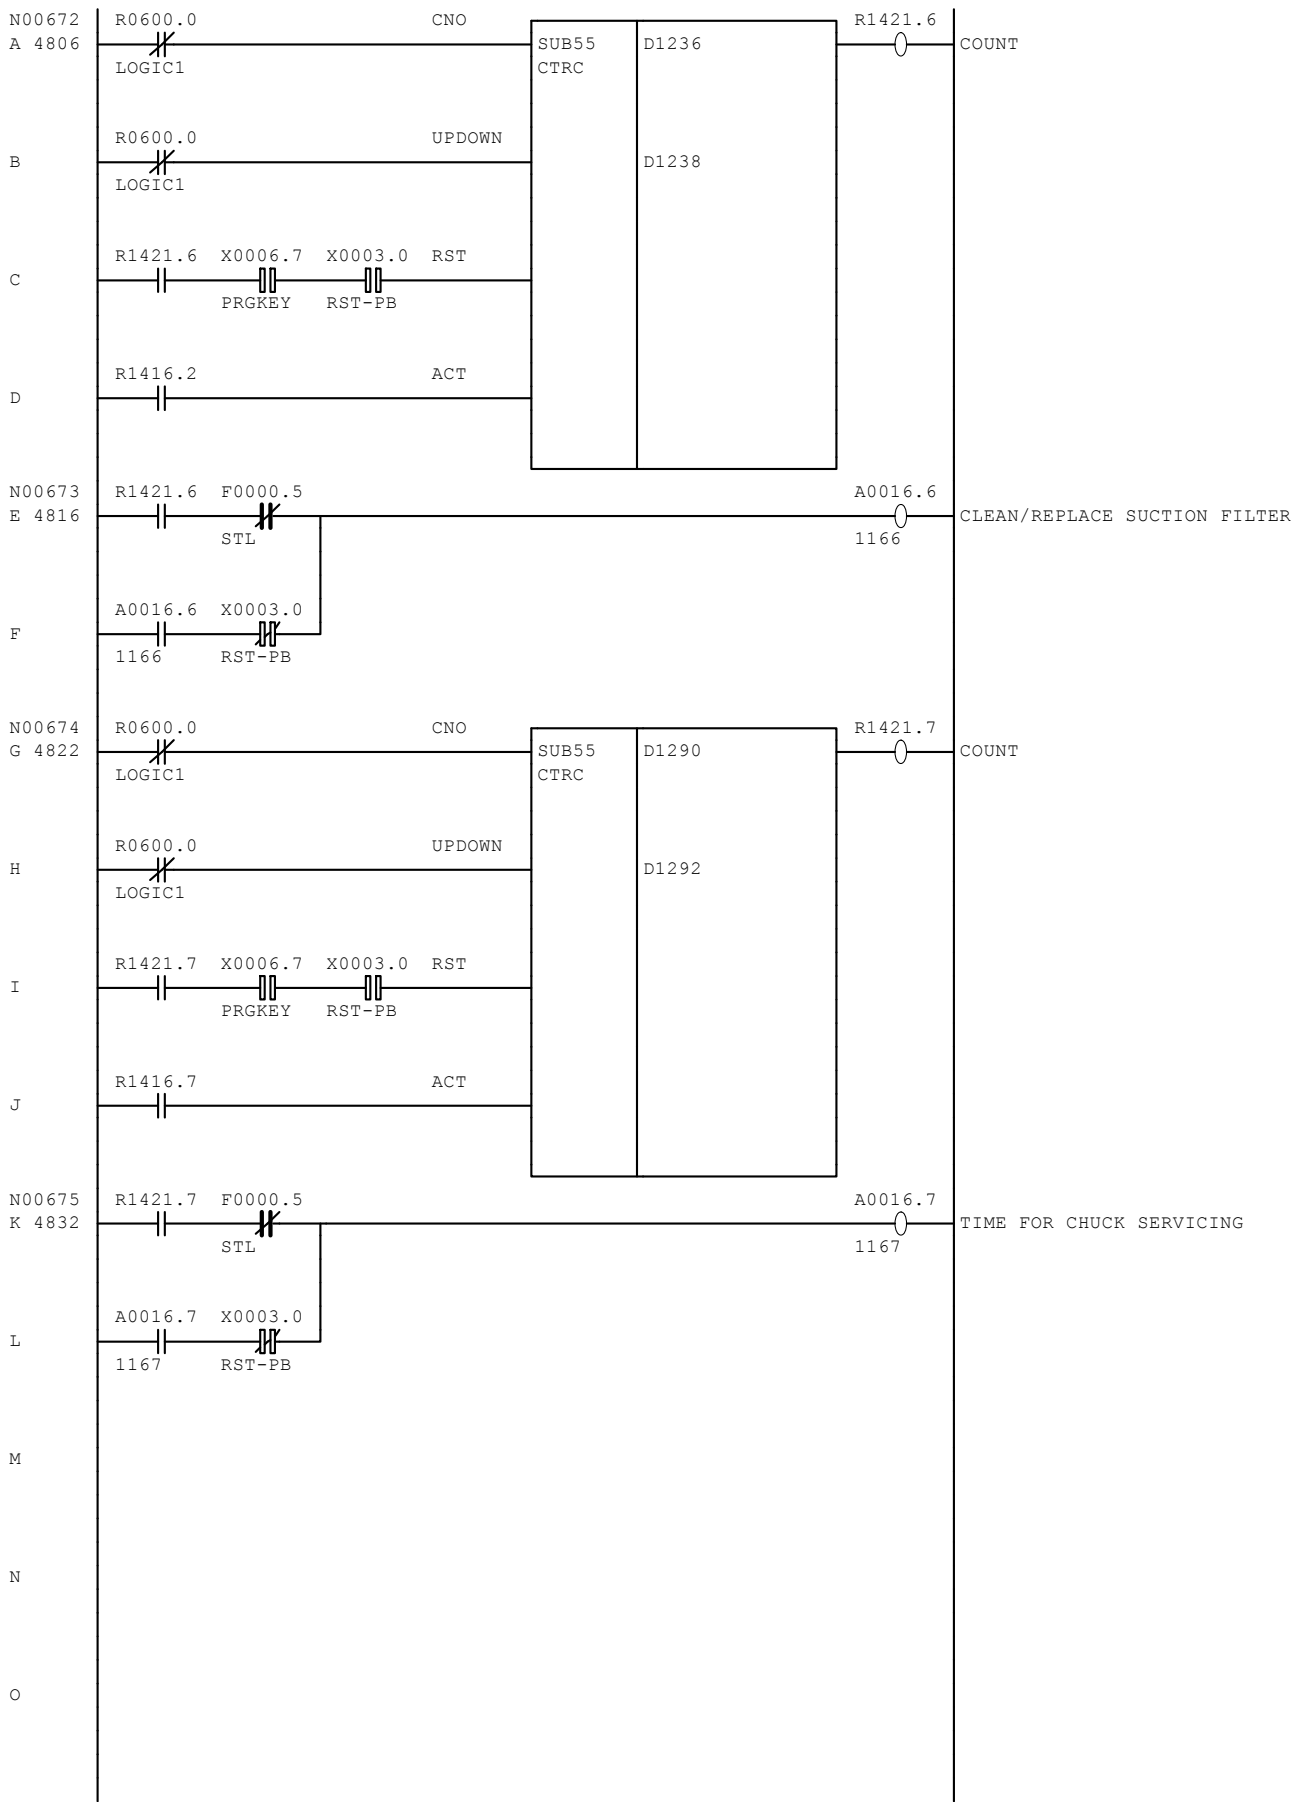 N00672 R0600.0 CNO R1421.6
A 4806 SUB55 D1236 COUNT
LOGIC1 CTRC
R0600.0 UPDOWN
B D1238
LOGIC1
R1421.6 X0006.7 X0003.0 RST
C
PRGKEY RST-PB
R1416.2 ACT
D
N00673 R1421.6 F0000.5 A0016.6
E 4816 CLEAN/REPLACE SUCTION FILTER
STL 1166
A0016.6 X0003.0
F
1166 RST-PB
N00674 R0600.0 CNO R1421.7
G 4822 SUB55 D1290 COUNT
LOGIC1 CTRC
R0600.0 UPDOWN
H D1292
LOGIC1
R1421.7 X0006.7 X0003.0 RST
I
PRGKEY RST-PB
R1416.7 ACT
J
N00675 R1421.7 F0000.5 A0016.7
K 4832 TIME FOR CHUCK SERVICING
STL 1167
A0016.7 X0003.0
L
1167 RST-PB
M
N
O